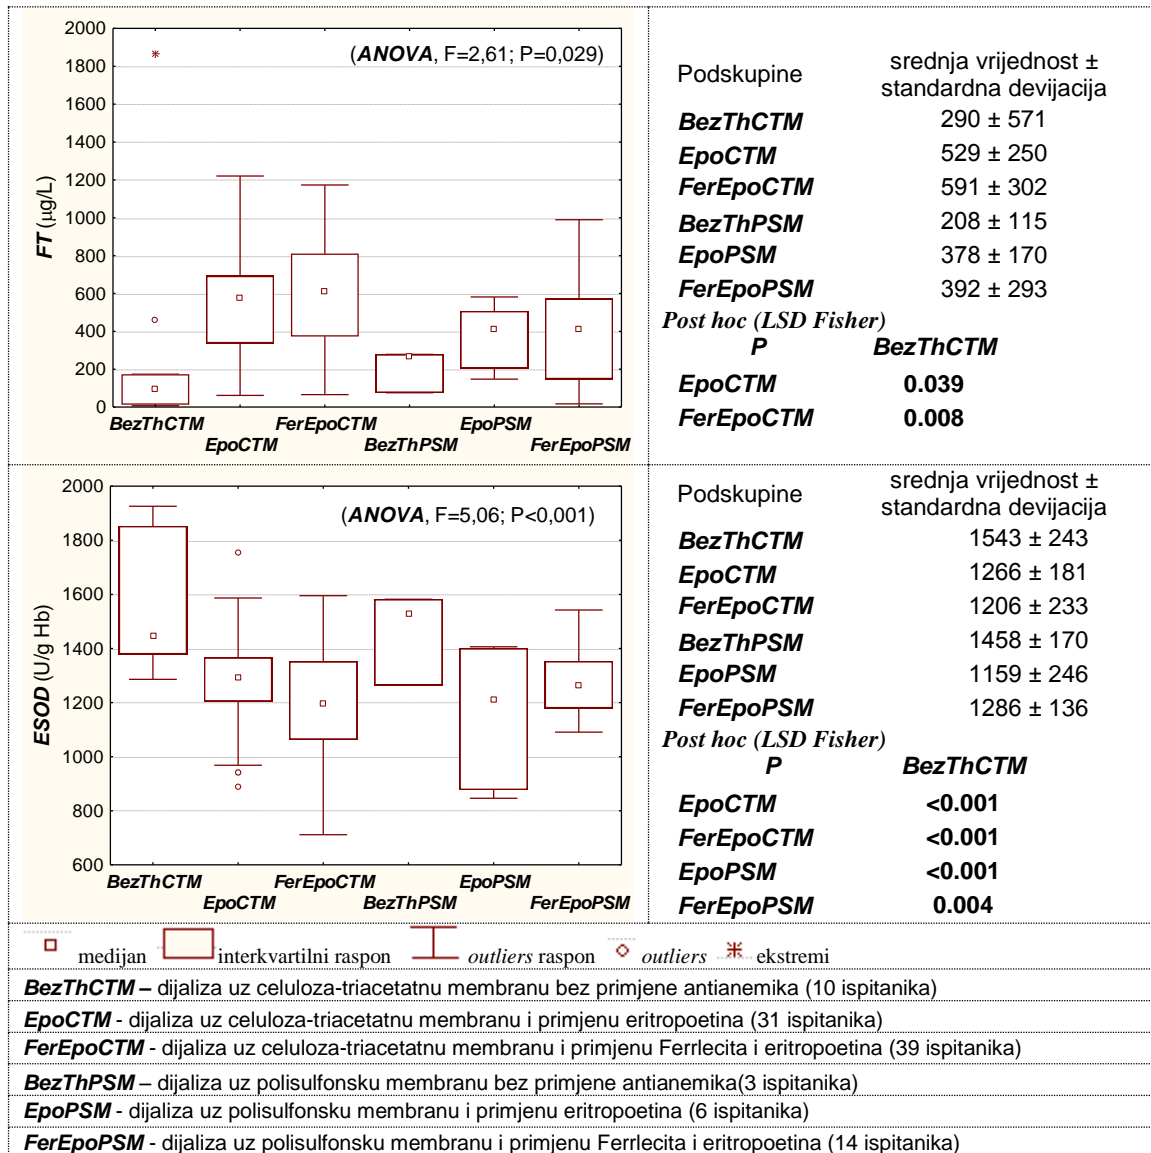 2000
1800
1600
1400
1200
1000
800
600
400
200
0
FT (µg/L)
(ANOVA, F=2,61; P=0,029)
BezThCTM
EpoCTM
FerEpoCTM
BezThPSM
EpoPSM
FerEpoPSM
Podskupine
srednja vrijednost ±
standardna devijacija
BezThCTM 290 ± 571
EpoCTM 529 ± 250
FerEpoCTM 591 ± 302
BezThPSM 208 ± 115
EpoPSM 378 ± 170
FerEpoPSM 392 ± 293
Post hoc (LSD Fisher)
P BezThCTM
EpoCTM 0.039
FerEpoCTM 0.008
2000
1800
1600
1400
1200
1000
800
600
ESOD (U/g Hb)
(ANOVA, F=5,06; P<0,001)
BezThCTM
EpoCTM
FerEpoCTM
BezThPSM
EpoPSM
FerEpoPSM
Podskupine
srednja vrijednost ±
standardna devijacija
BezThCTM 1543 ± 243
EpoCTM 1266 ± 181
FerEpoCTM 1206 ± 233
BezThPSM 1458 ± 170
EpoPSM 1159 ± 246
FerEpoPSM 1286 ± 136
Post hoc (LSD Fisher)
P BezThCTM
EpoCTM <0.001
FerEpoCTM <0.001
EpoPSM <0.001
FerEpoPSM 0.004
medijan interkvartilni raspon outliers raspon outliers ekstremi
BezThCTM – dijaliza uz celuloza-triacetatnu membranu bez primjene antianemika (10 ispitanika)
EpoCTM - dijaliza uz celuloza-triacetatnu membranu i primjenu eritropoetina (31 ispitanika)
FerEpoCTM - dijaliza uz celuloza-triacetatnu membranu i primjenu Ferrlecita i eritropoetina (39 ispitanika)
BezThPSM – dijaliza uz polisulfonsku membranu bez primjene antianemika(3 ispitanika)
EpoPSM - dijaliza uz polisulfonsku membranu i primjenu eritropoetina (6 ispitanika)
FerEpoPSM - dijaliza uz polisulfonsku membranu i primjenu Ferrlecita i eritropoetina (14 ispitanika)